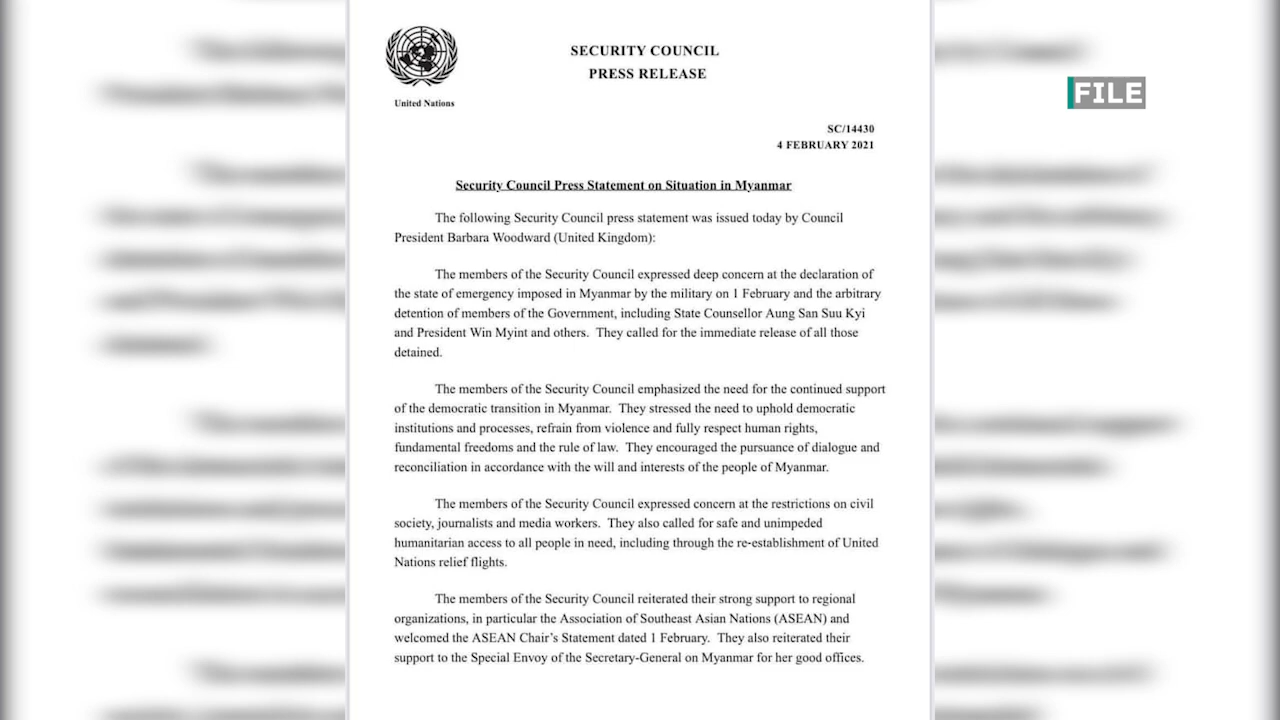 SECURITY COUNCIL
PRESS RELEASE
United Nations
FILE
SC/14430
4 FEBRUARY 2021
Security Council Press Statement on Situation in Myanmar
The following Security Council press statement was issued today by Council
President Barbara Woodward (United Kingdom):
The members of the Security Council expressed deep concern at the declaration of
the state of emergency imposed in Myanmar by the military on 1 February and the arbitrary
detention of members of the Government, including State Counsellor Aung San Suu Kyi
and President Win Myint and others. They called for the immediate release of all those
detained.
The members of the Security Council emphasized the need for the continued support
of the democratic transition in Myanmar. They stressed the need to uphold democratic
institutions and processes, refrain from violence and fully respect human rights,
fundamental freedoms and the rule of law. They encouraged the pursuance of dialogue and
reconciliation in accordance with the will and interests of the people of Myanmar.
The members of the Security Council expressed concern at the restrictions on civil
society, journalists and media workers. They also called for safe and unimpeded
humanitarian access to all people in need, including through the re-establishment of United
Nations relief flights.
The members of the Security Council reiterated their strong support to regional
organizations, in particular the Association of Southeast Asian Nations (ASEAN) and
welcomed the ASEAN Chair's Statement dated 1 February. They also reiterated their
support to the Special Envoy of the Secretary-General on Myanmar for her good offices.